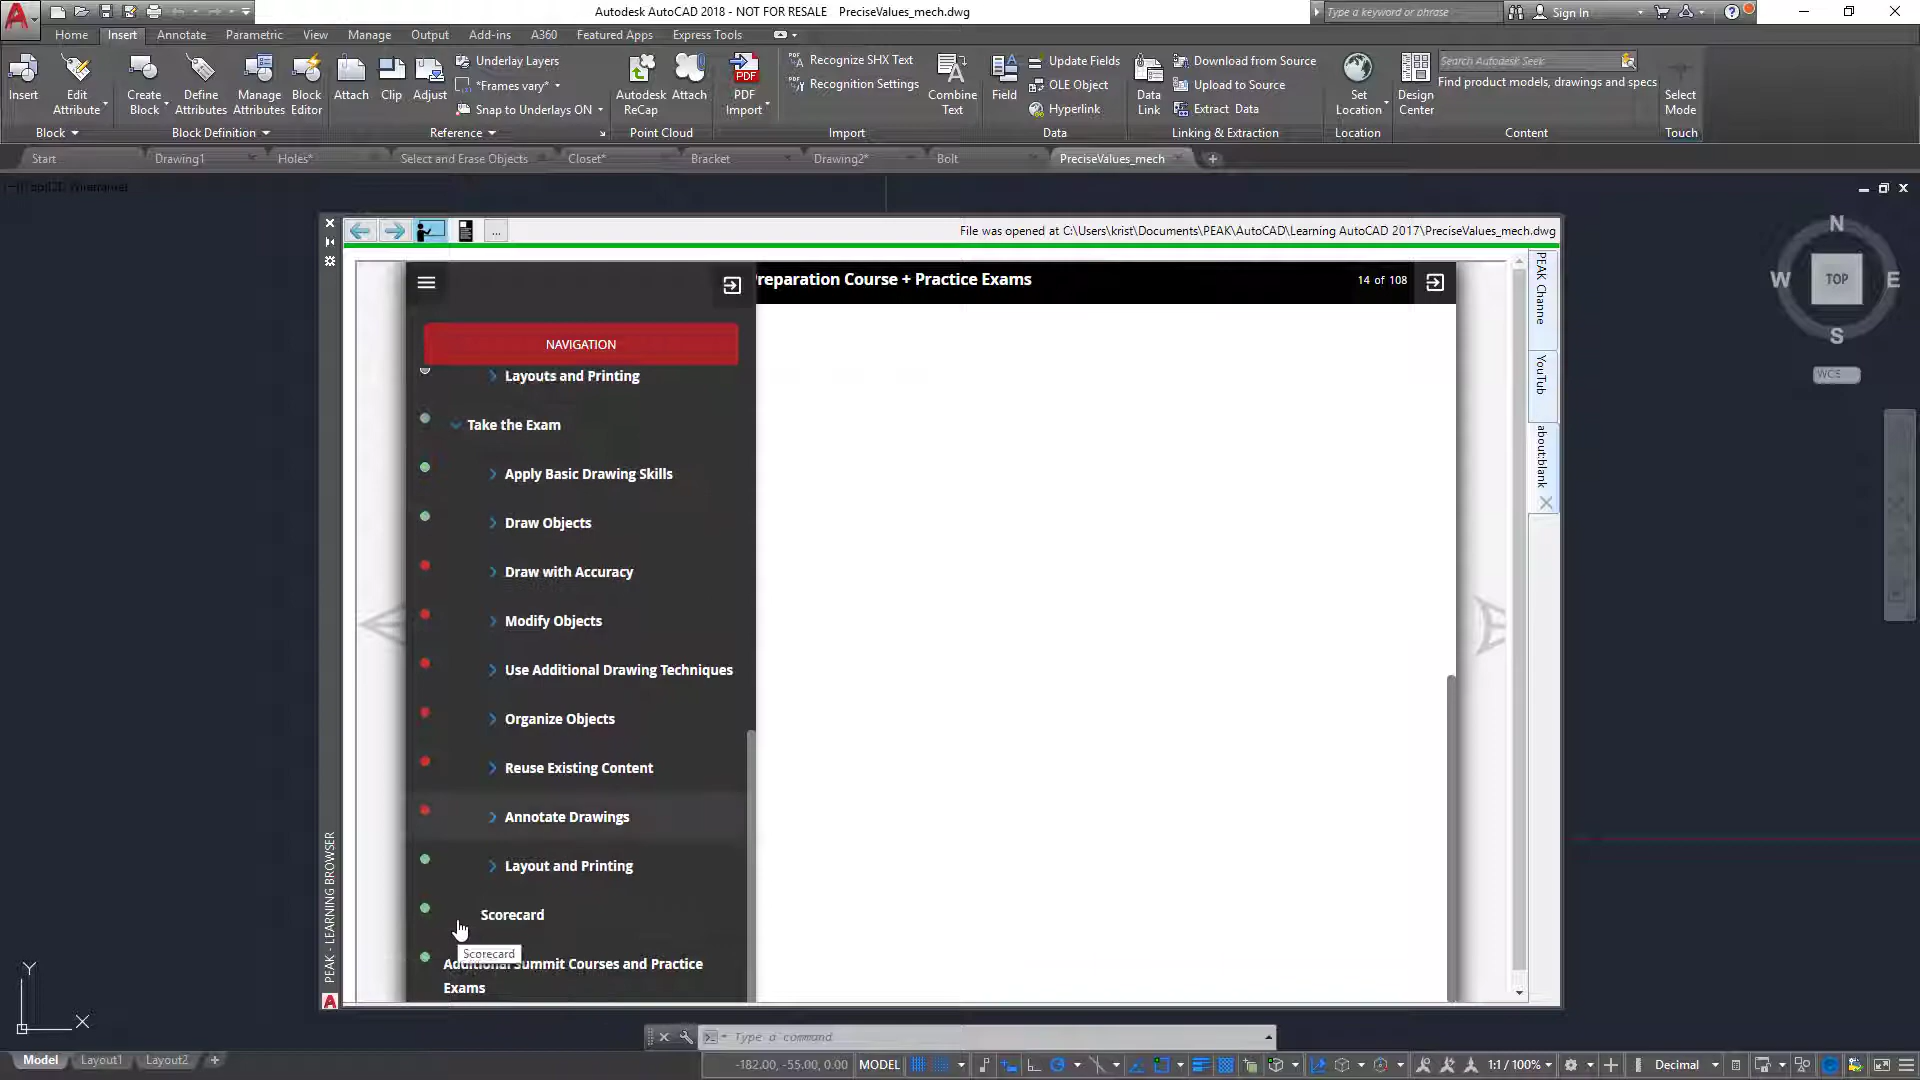 Autodesk AutoCAD 2018 - NOT FOR RESALE PreciseValues_mech.dwg
Type a keyword or phrase
Sign In
Home Insert Annotate Parametric View Manage Output Add-ins A360 Featured Apps Express Tools
Insert
Edit Attribute
Create Block
Define Attributes
Manage Attributes
Block Editor
Attach
Clip
Adjust
Underlay Layers
*Frames vary*
Snap to Underlays ON
Autodesk ReCap
Attach
PDF
PDF Import
Recognize SHX Text
Recognition Settings
Combine Text
Field
Update Fields
OLE Object
Hyperlink
Data Link
Download from Source
Upload to Source
Extract Data
Set Location
Design Center
Search Autodesk Seek
Find product models, drawings and specs
Select Mode
Block Block Definition Reference Point Cloud Import Data Linking & Extraction Location Content Touch
Start Drawing1 Holes* Select and Erase Objects Closet* Bracket Drawing2* Bolt PreciseValues_mech
File was opened at C:\Users\krist\Documents\PEAK\AutoCAD\Learning AutoCAD 2017\PreciseValues_mech.dwg
reparation Course + Practice Exams
14 of 108
NAVIGATION
Layouts and Printing
Take the Exam
Apply Basic Drawing Skills
Draw Objects
Draw with Accuracy
Modify Objects
Use Additional Drawing Techniques
Organize Objects
Reuse Existing Content
Annotate Drawings
Layout and Printing
Scorecard
Scorecard
Additional Summit Courses and Practice
Exams
PEAK - LEARNING BROWSER
PEAK Channe
YouTub
about:blank
N
W TOP E
S
WCS
Y
X
Type a command
Model Layout1 Layout2
-182.00, -55.00, 0.00 MODEL 1:1 / 100% Decimal